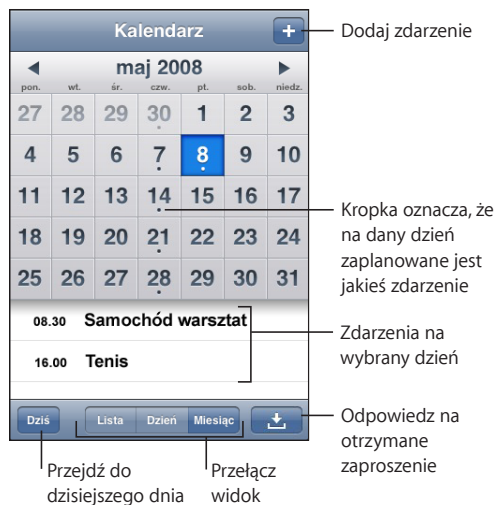 Kalendarz
+
Dodaj zdarzenie
maj 2008
pon. wt. śr. czw. pt. sob. niedz.
27 28 29 30 1 2 3
4 5 6 7 8 9 10
11 12 13 14 15 16 17
18 19 20 21 22 23 24
25 26 27 28 29 30 31
Kropka oznacza, że
na dany dzień
zaplanowane jest
jakieś zdarzenie
08.30 Samochód warsztat
16.00 Tenis
Zdarzenia na
wybrany dzień
Dziś Lista Dzień Miesiąc
Odpowiedz na
otrzymane
zaproszenie
Przejdź do
dzisiejszego dnia
Przełącz
widok